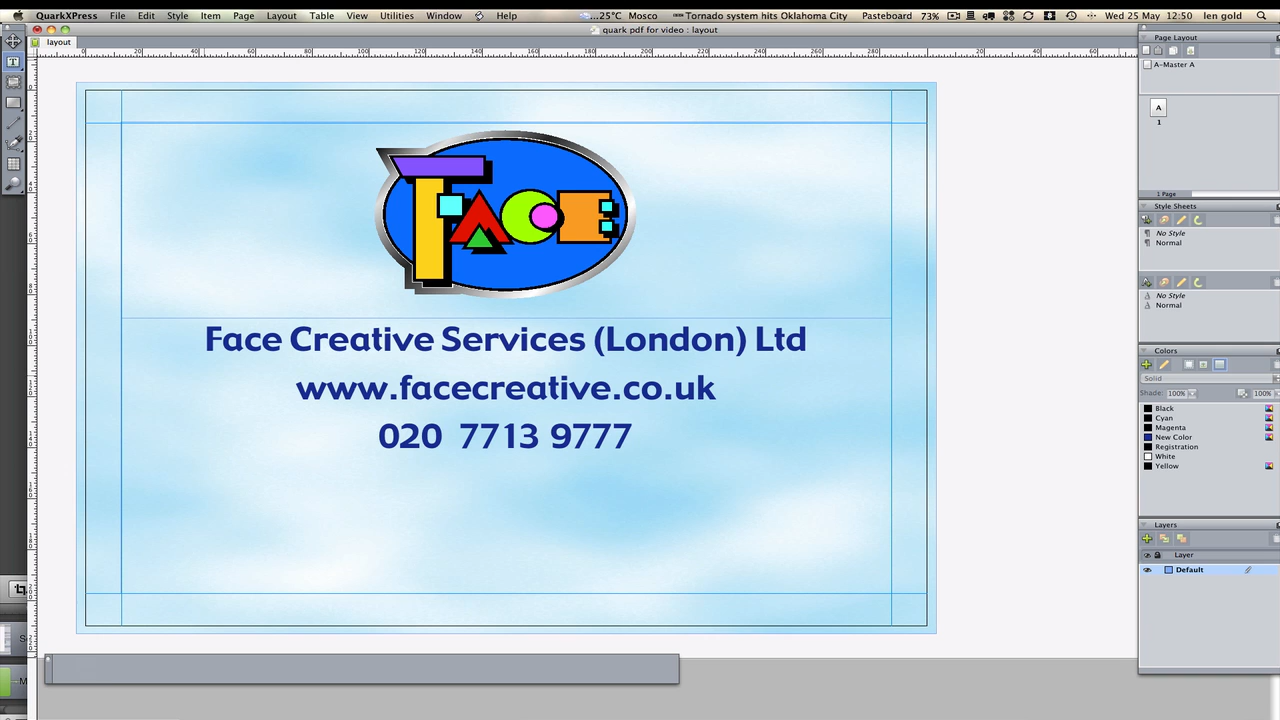 QuarkXPress File Edit Style Item Page Layout Table View Utilities Window Help ...25°C Mosco Tornado system hits Oklahoma City Pasteboard 73% Wed 25 May 12:50 len gold
quark pdf for video : layout
layout
FACE
Face Creative Services (London) Ltd
www.facecreative.co.uk
020 7713 9777
Page Layout
A-Master A
A
1
1 Page
Style Sheets
No Style
Normal
No Style
Normal
Colors
Solid
Shade: 100% 100%
Black
Cyan
Magenta
New Color
Registration
White
Yellow
Layers
Layer
Default